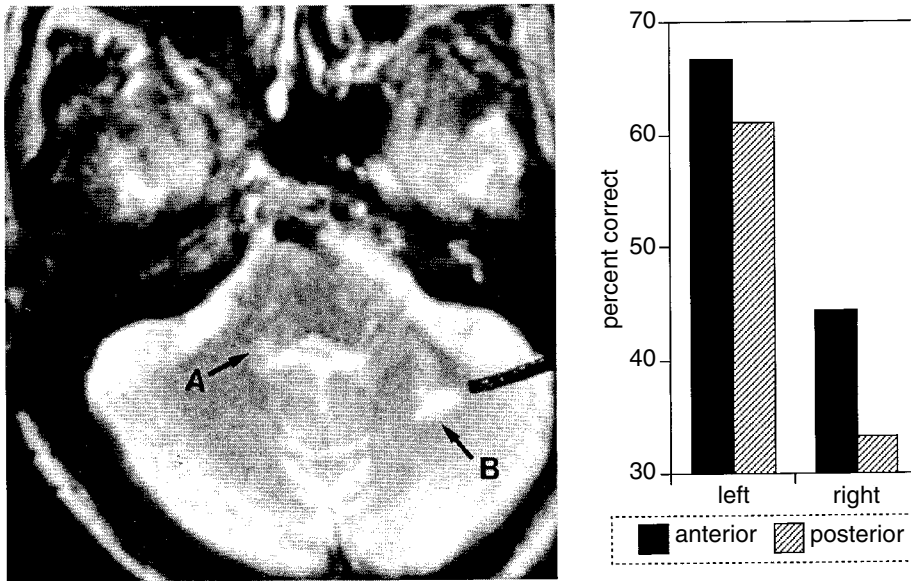 A
B
70
60
50
40
30
percent correct
left right
anterior posterior